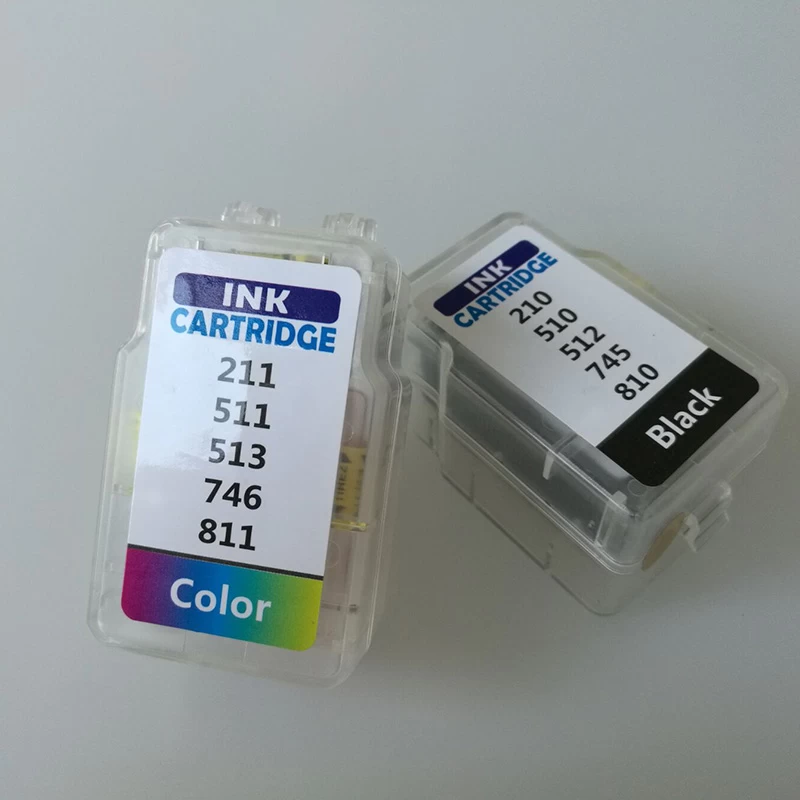 INK
CARTRIDGE
211
511
513
746
811
Color
INK
CARTRIDGE
210
510
512
745
810
Black